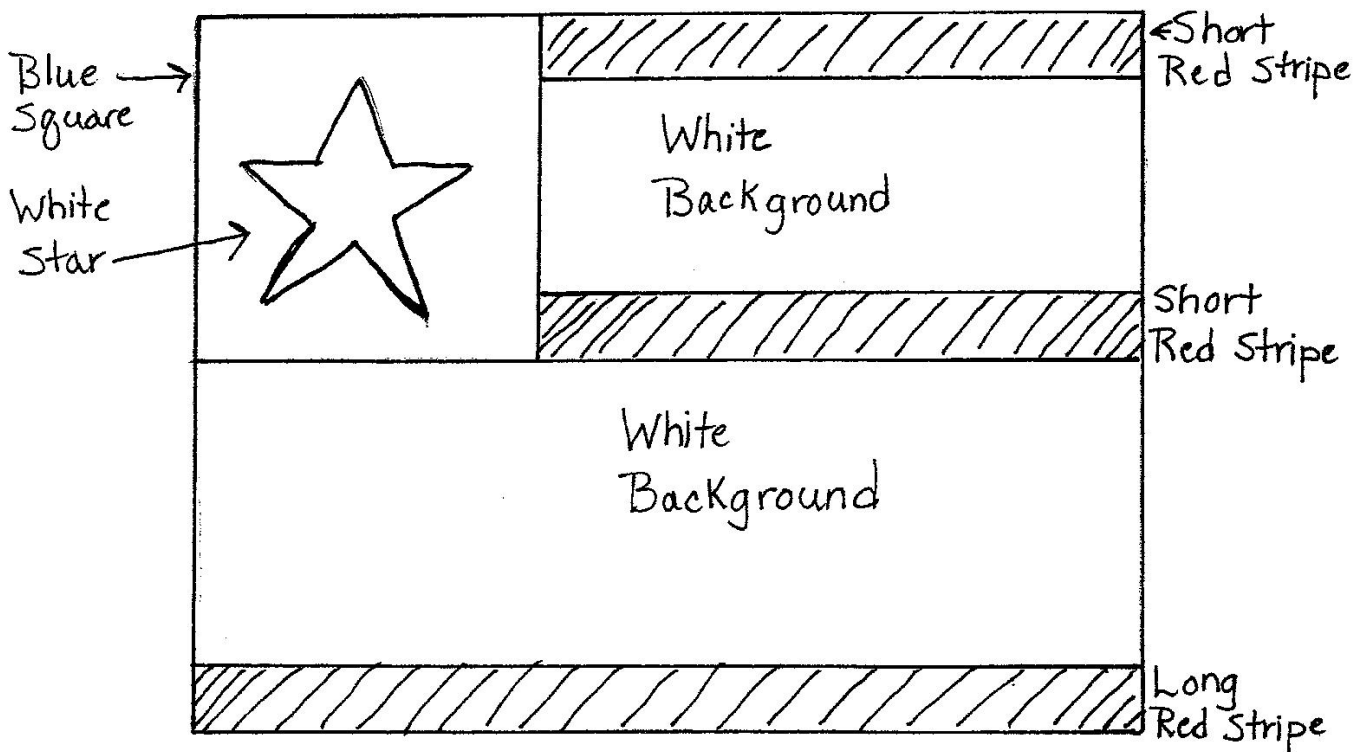 Blue
Square
White
Star
←Short
Red Stripe
White
Background
Short
Red Stripe
White
Background
Long
Red Stripe